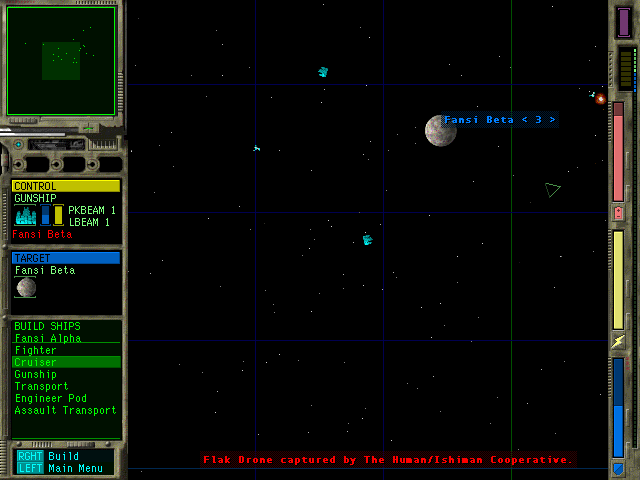 Fansi Beta < 3 >
CONTROL
GUNSHIP
PKBEAM 1
LBEAM 1
Fansi Beta
TARGET
Fansi Beta
BUILD SHIPS
Fansi Alpha
Fighter
Cruiser
Gunship
Transport
Engineer Pod
Assault Transport
RGHT Build
LEFT Main Menu
Flak Drone captured by The Human/Ishiman Cooperative.